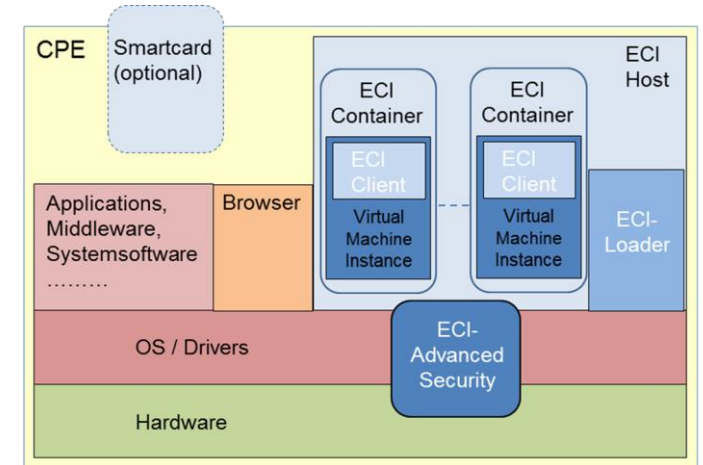 CPE
Smartcard
(optional)
ECI
Host
ECI
Container
ECI
Client
Virtual
Machine
Instance
ECI
Container
ECI
Client
Virtual
Machine
Instance
ECI-
Loader
Applications,
Middleware,
Systemsoftware
………
Browser
OS / Drivers
ECI-
Advanced
Security
Hardware